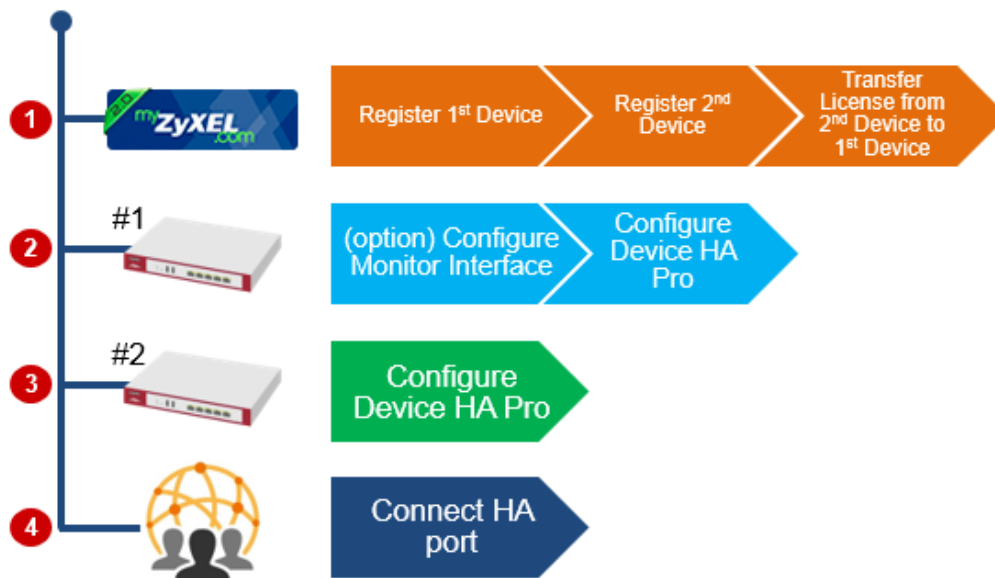 1
2.0
myZyXEL
.com
Register 1st Device
Register 2nd
Device
Transfer
License from
2nd Device to
1st Device
2
#1
(option) Configure
Monitor Interface
Configure
Device HA
Pro
3
#2
Configure
Device HA Pro
4
Connect HA
port